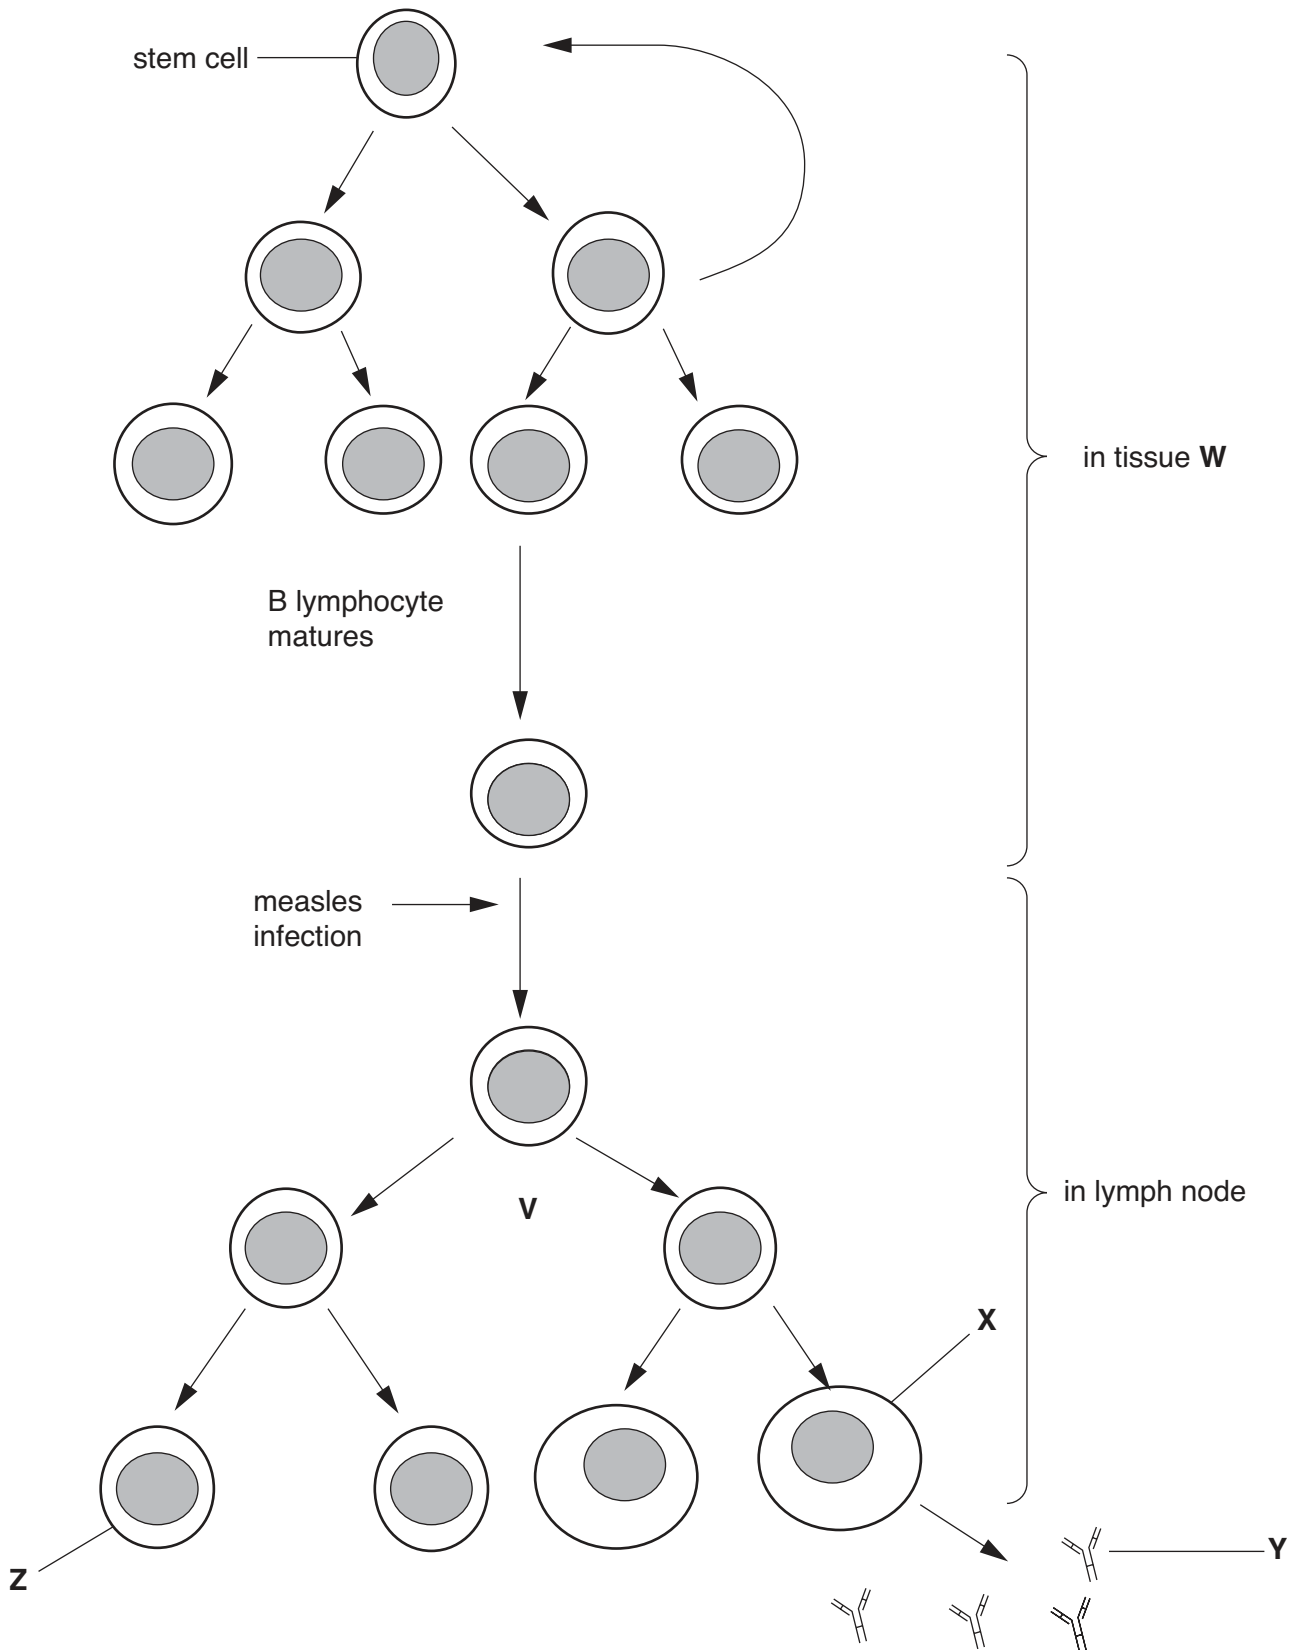 stem cell
in tissue W
B lymphocyte
matures
measles
infection
in lymph node
V
X
Y
Z